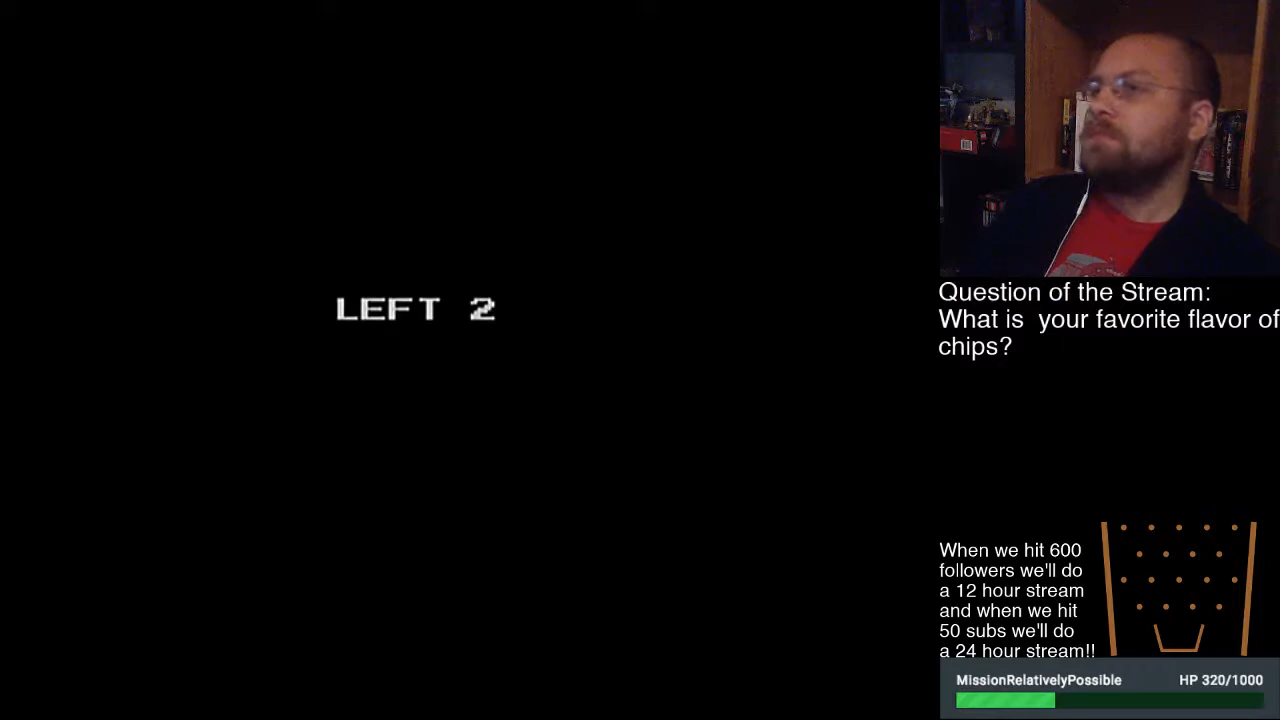 LEFT 2
Question of the Stream:
What is  your favorite flavor of
chips?
When we hit 600
followers we'll do
a 12 hour stream
and when we hit
50 subs we'll do
a 24 hour stream!!
MissionRelativelyPossible HP 320/1000